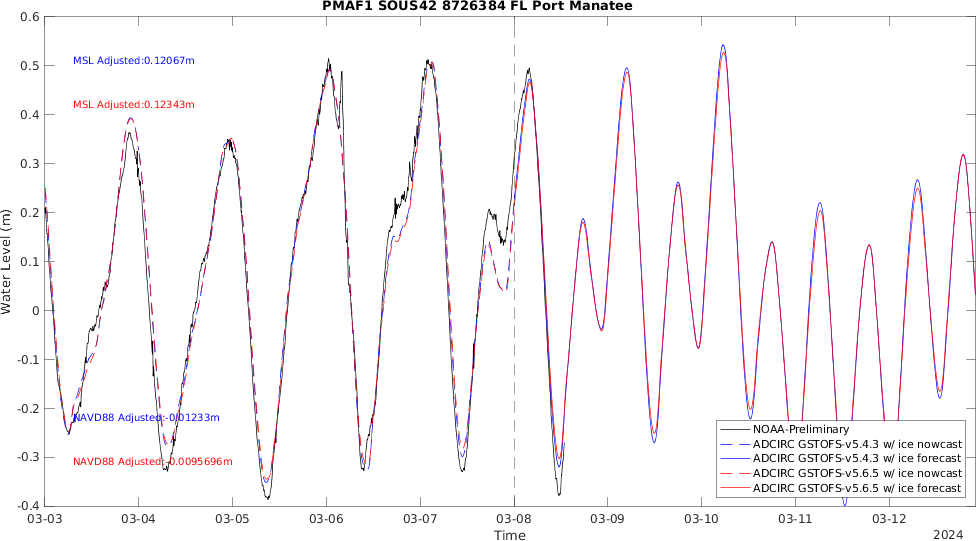 PMAF1 SOUS42 8726384 FL Port Manatee
0.6
0.5
0.4
0.3
0.2
0.1
0
-0.1
-0.2
-0.3
-0.4
Water Level (m)
MSL Adjusted:0.12067m
MSL Adjusted:0.12343m
NAVD88 Adjusted:-0.01233m
NAVD88 Adjusted:-0.0095696m
NOAA-Preliminary
ADCIRC GSTOFS-v5.4.3 w/ ice nowcast
ADCIRC GSTOFS-v5.4.3 w/ ice forecast
ADCIRC GSTOFS-v5.6.5 w/ ice nowcast
ADCIRC GSTOFS-v5.6.5 w/ ice forecast
03-03 03-04 03-05 03-06 03-07 03-08 03-09 03-10 03-11 03-12
Time
2024